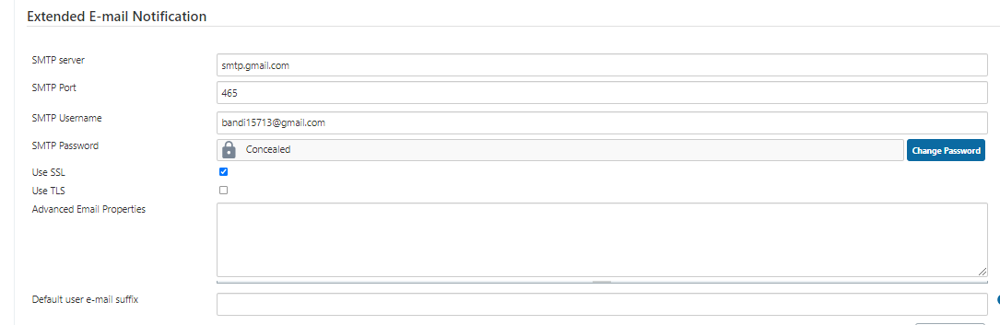 Extended E-mail Notification
SMTP server
smtp.gmail.com
SMTP Port
465
SMTP Username
bandi15713@gmail.com
SMTP Password
Concealed
Change Password
Use SSL
Use TLS
Advanced Email Properties
Default user e-mail suffix